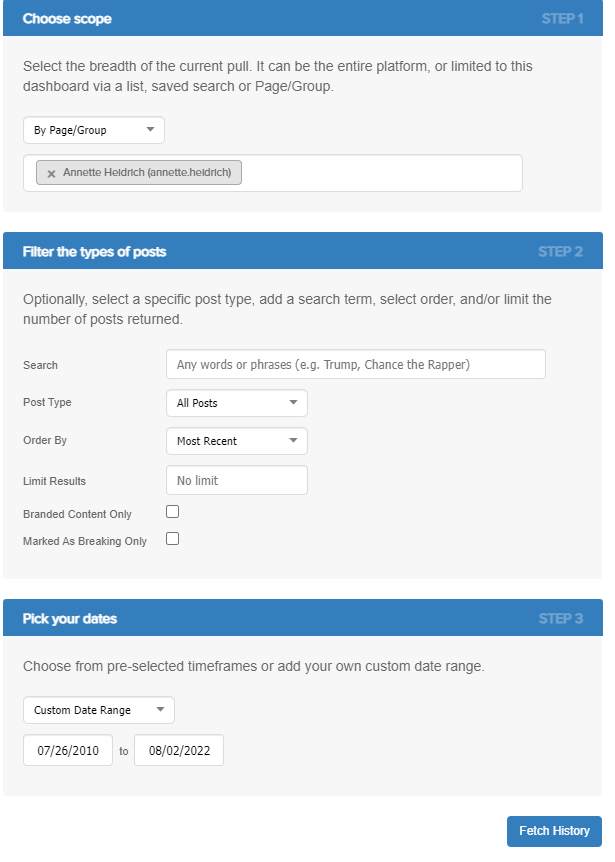 Choose scope STEP 1
Select the breadth of the current pull. It can be the entire platform, or limited to this
dashboard via a list, saved search or Page/Group.
By Page/Group
× Annette Heidrich (annette.heidrich)
Filter the types of posts STEP 2
Optionally, select a specific post type, add a search term, select order, and/or limit the
number of posts returned.
Search Any words or phrases (e.g. Trump, Chance the Rapper)
Post Type All Posts
Order By Most Recent
Limit Results No limit
Branded Content Only
Marked As Breaking Only
Pick your dates STEP 3
Choose from pre-selected timeframes or add your own custom date range.
Custom Date Range
07/26/2010 to 08/02/2022
Fetch History